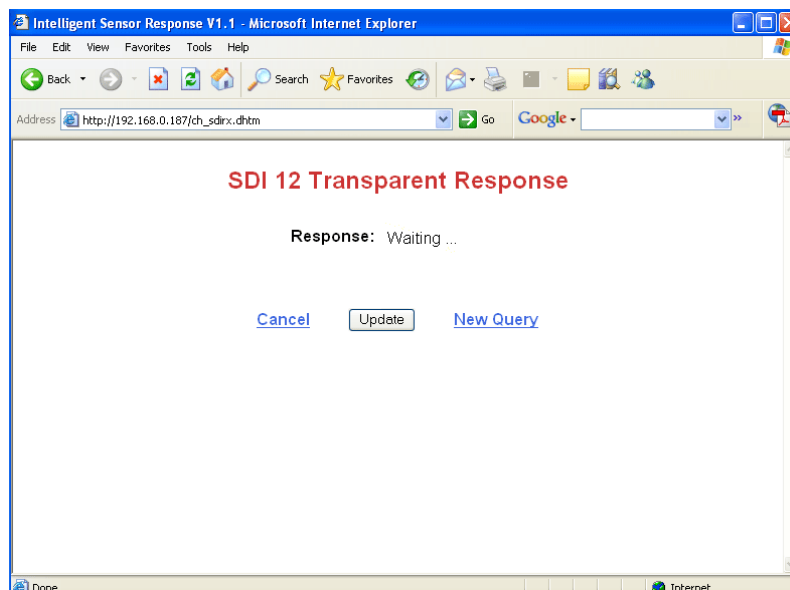 Intelligent Sensor Response V1.1 - Microsoft Internet Explorer
File Edit View Favorites Tools Help
Back Search Favorites
Address http://192.168.0.187/ch_sdirx.dhtm Go Google »
SDI 12 Transparent Response
Response: Waiting ...
Cancel Update New Query
Done Internet